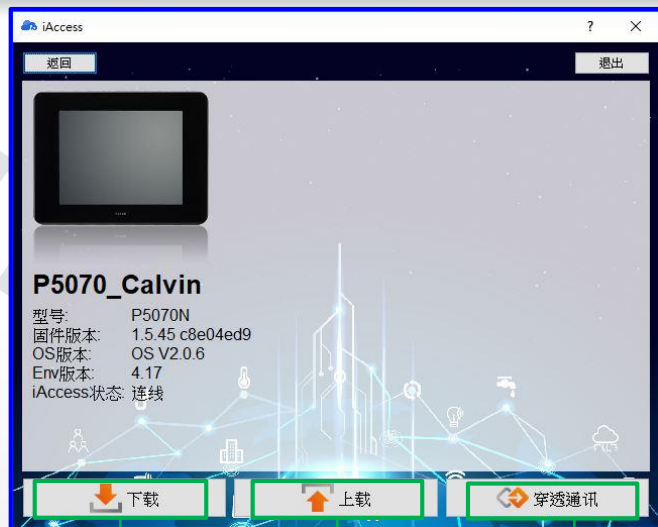 iAccess
返回
退出
P5070_Calvin
型号: P5070N
固件版本: 1.5.45 c8e04ed9
OS版本: OS V2.0.6
Env版本: 4.17
iAccess状态: 连线
下载
上载
穿透通讯